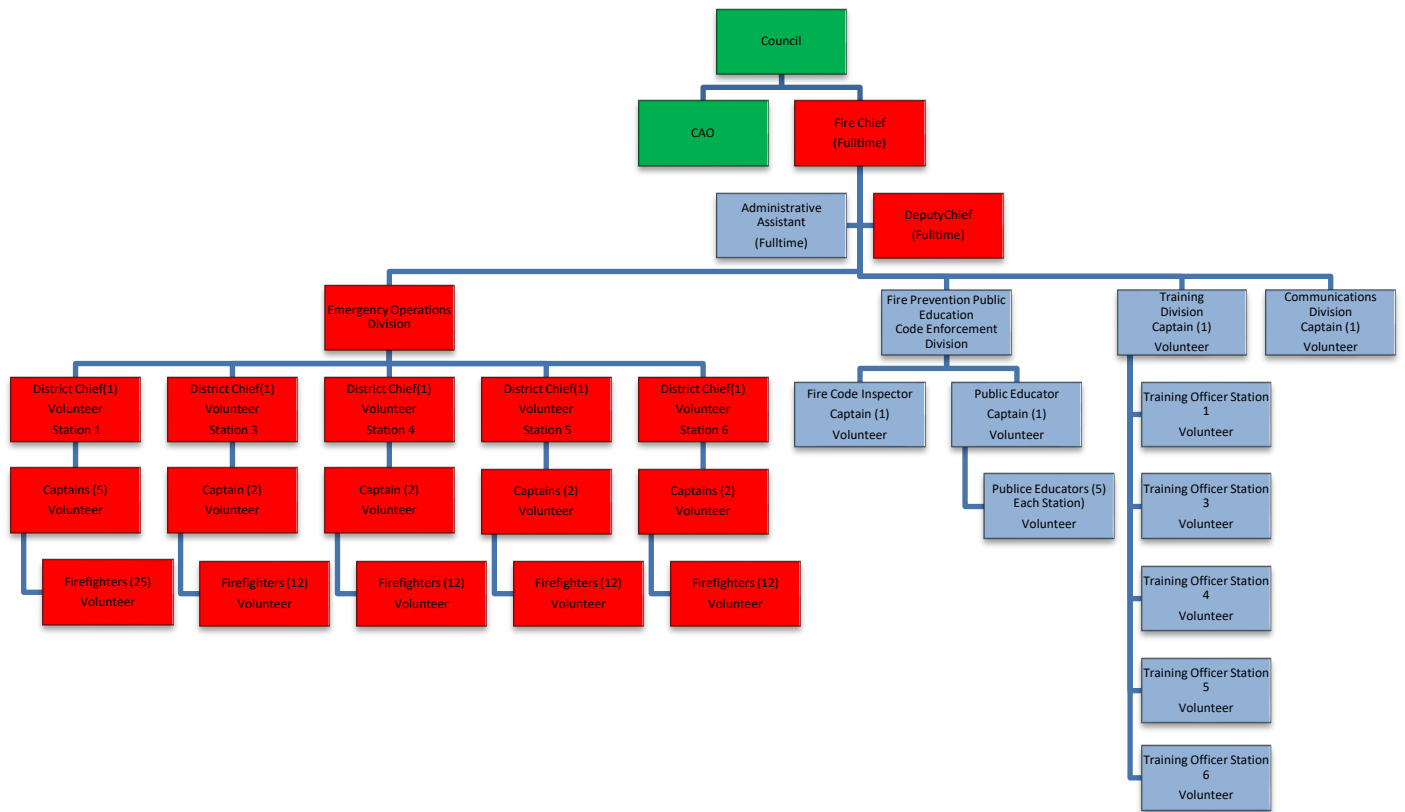 Council
CAO
Fire Chief
(Fulltime)
Administrative
Assistant
(Fulltime)
DeputyChief
(Fulltime)
Emergency Operations
Division
Fire Prevention Public
Education
Code Enforcement
Division
Training
Division
Captain (1)
Volunteer
Communications
Division
Captain (1)
Volunteer
District Chief(1)
Volunteer
Station 1
District Chief(1)
Volunteer
Station 3
District Chief(1)
Volunteer
Station 4
District Chief(1)
Volunteer
Station 5
District Chief(1)
Volunteer
Station 6
Fire Code Inspector
Captain (1)
Volunteer
Public Educator
Captain (1)
Volunteer
Captains (5)
Volunteer
Captain (2)
Volunteer
Captain (2)
Volunteer
Captains (2)
Volunteer
Captains (2)
Volunteer
Publice Educators (5)
Each Station)
Volunteer
Firefighters (25)
Volunteer
Firefighters (12)
Volunteer
Firefighters (12)
Volunteer
Firefighters (12)
Volunteer
Firefighters (12)
Volunteer
Training Officer Station
1
Volunteer
Training Officer Station
3
Volunteer
Training Officer Station
4
Volunteer
Training Officer Station
5
Volunteer
Training Officer Station
6
Volunteer